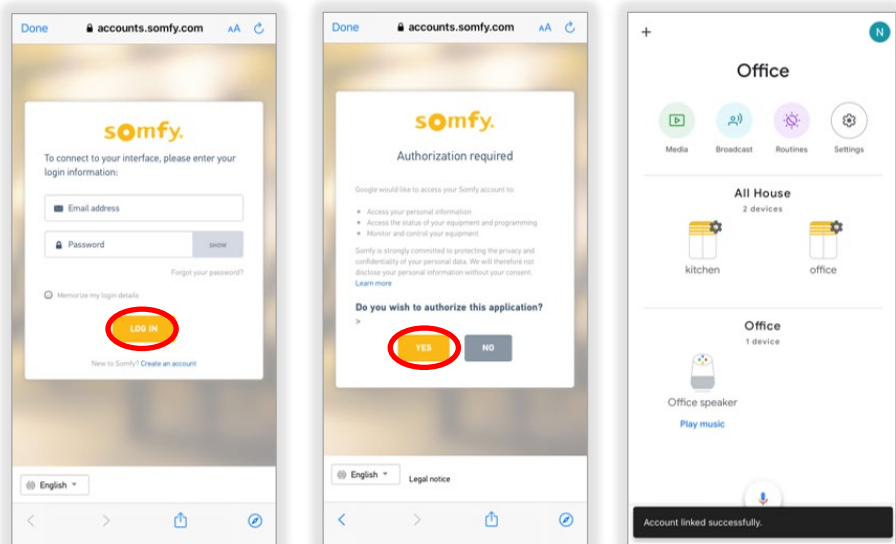 Done
accounts.somfy.com
AA
somfy.
To connect to your interface, please enter your
login information:
Email address
Password
SHOW
Forgot your password?
Memorize my login details
LOG IN
New to Somfy? Create an account
English
Done
accounts.somfy.com
AA
somfy.
Authorization required
Google would like to access your Somfy account to:
Access your personal information
Access the status of your equipment and programming
Monitor and control your equipment
Somfy is strongly committed to protecting the privacy and
confidentiality of your personal data. We will therefore not
disclose your personal information without your consent.
Learn more
Do you wish to authorize this application?
>
YES
NO
English
Legal notice
+
N
Office
Media
Broadcast
Routines
Settings
All House
2 devices
kitchen
office
Office
1 device
Office speaker
Play music
Account linked successfully.